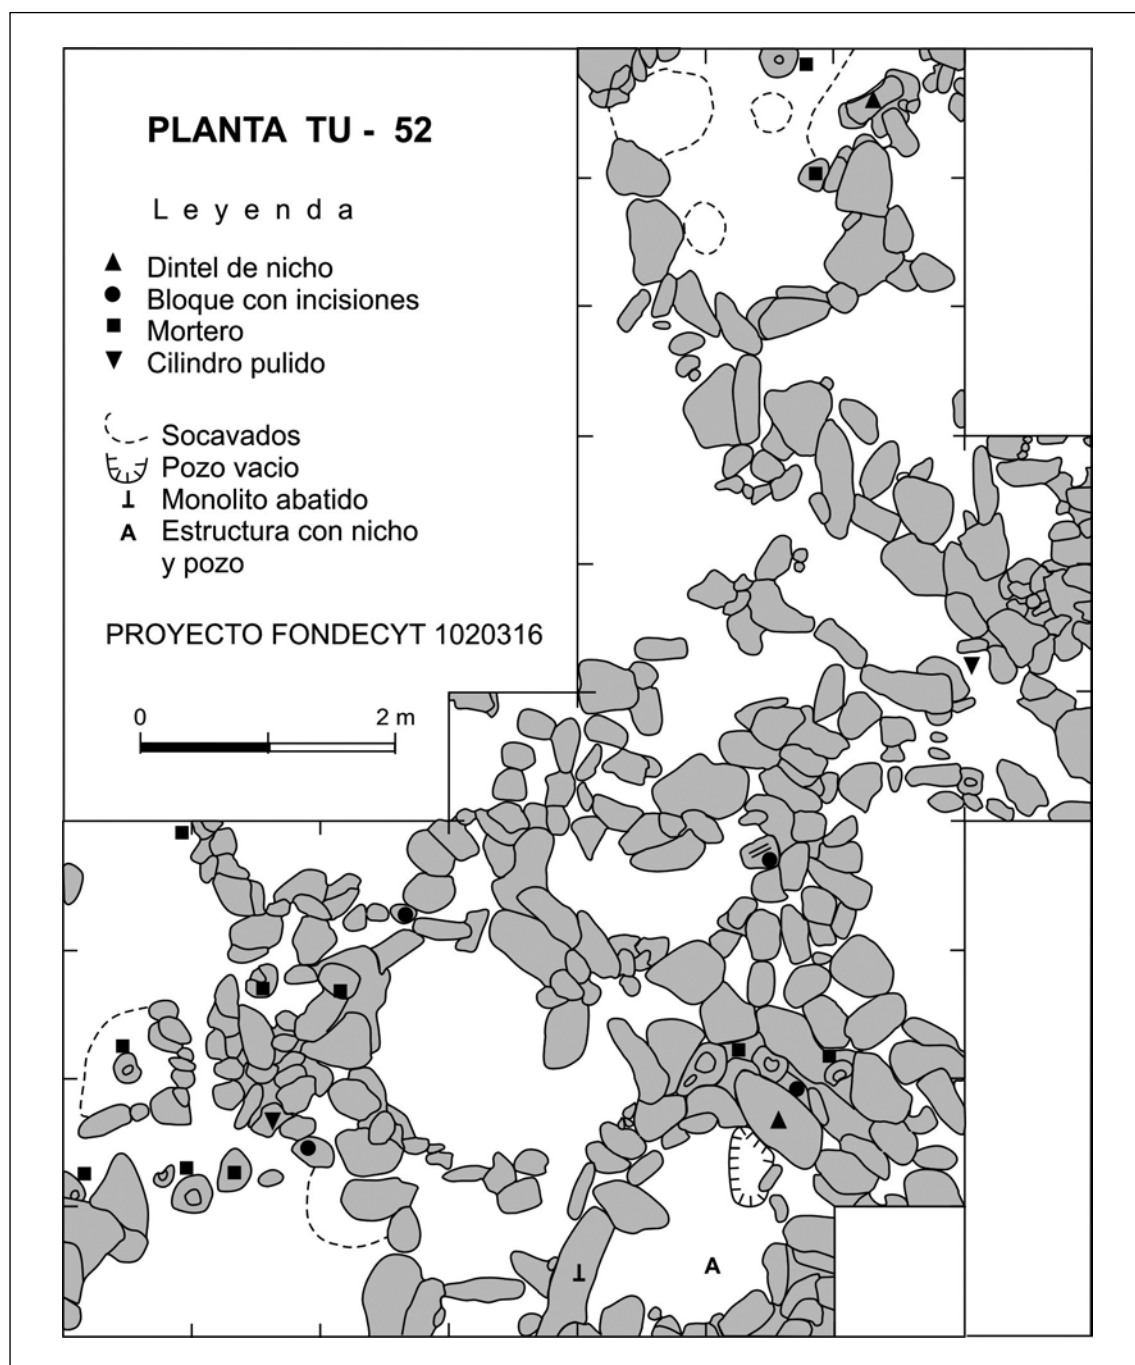 PLANTA TU - 52
Leyenda
Dintel de nicho
Bloque con incisiones
Mortero
Cilindro pulido
Socavados
Pozo vacio
Monolito abatido
A Estructura con nicho
y pozo
PROYECTO FONDECYT 1020316
0 2 m
A